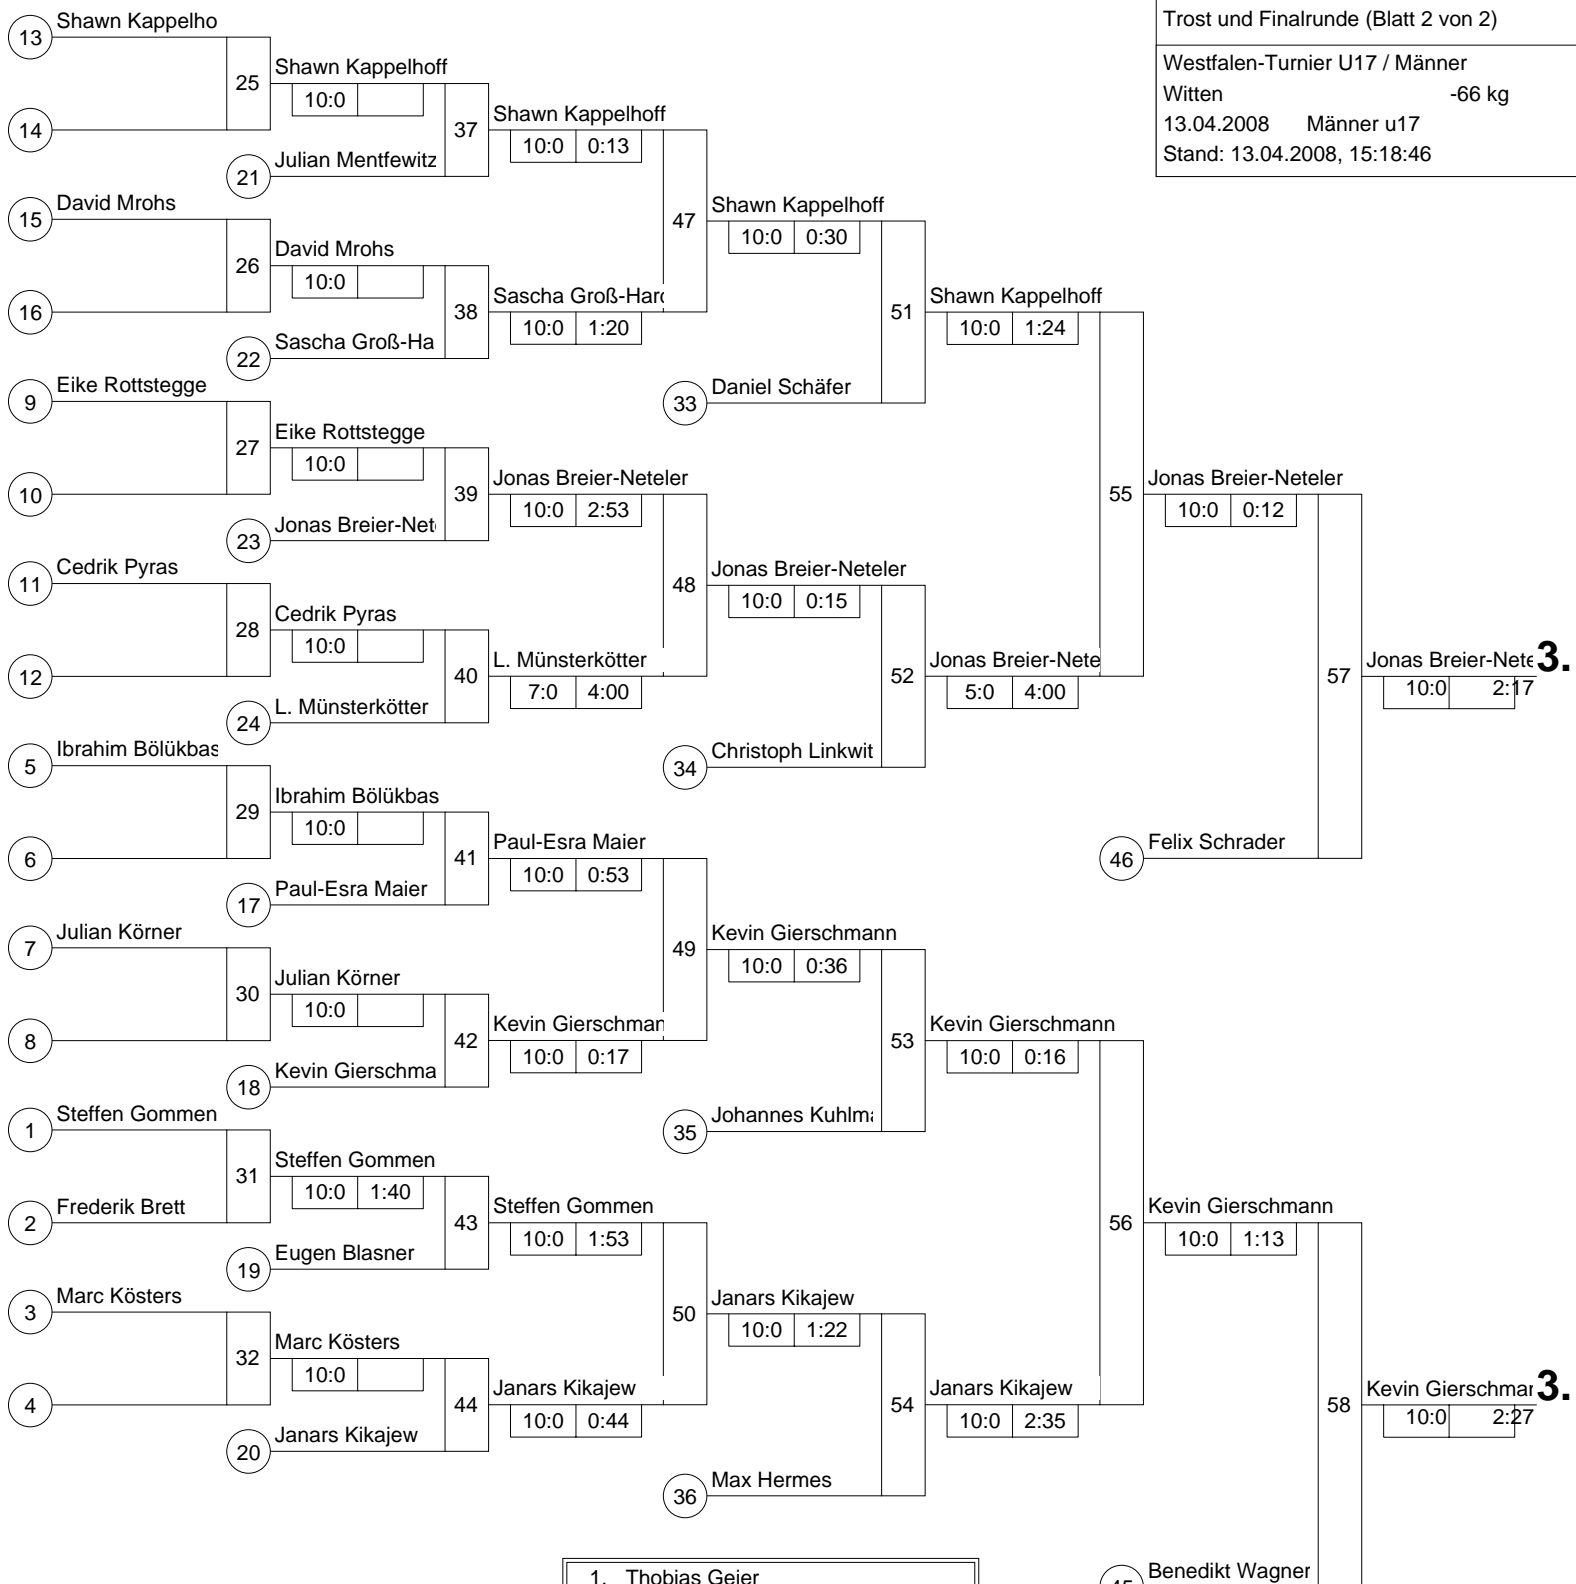 Trost und Finalrunde (Blatt 2 von 2)
Westfalen-Turnier U17 / Männer
Witten -66 kg
13.04.2008 Männer u17
Stand: 13.04.2008, 15:18:46
13 Shawn Kappelho
14
25
Shawn Kappelhoff
10:0
21 Julian Mentfewitz
37
Shawn Kappelhoff
10:0 0:13
15 David Mrohs
16
26
David Mrohs
10:0
22 Sascha Groß-Ha
38
Sascha Groß-Hard
10:0 1:20
47
Shawn Kappelhoff
10:0 0:30
33 Daniel Schäfer
51
Shawn Kappelhoff
10:0 1:24
9 Eike Rottstegge
10
27
Eike Rottstegge
10:0
23 Jonas Breier-Nete
39
Jonas Breier-Neteler
10:0 2:53
11 Cedrik Pyras
12
28
Cedrik Pyras
10:0
24 L. Münsterkötter
40
L. Münsterkötter
7:0 4:00
48
Jonas Breier-Neteler
10:0 0:15
34 Christoph Linkwit
52
Jonas Breier-Nete
5:0 4:00
55
Jonas Breier-Neteler
10:0 0:12
46 Felix Schrader
57
Jonas Breier-Nete 3.
10:0 2:17
5 Ibrahim Bölükbas
6
29
Ibrahim Bölükbas
10:0
17 Paul-Esra Maier
41
Paul-Esra Maier
10:0 0:53
7 Julian Körner
8
30
Julian Körner
10:0
18 Kevin Gierschma
42
Kevin Gierschman
10:0 0:17
49
Kevin Gierschmann
10:0 0:36
35 Johannes Kuhlma
53
Kevin Gierschmann
10:0 0:16
1 Steffen Gommen
2 Frederik Brett
31
Steffen Gommen
10:0 1:40
19 Eugen Blasner
43
Steffen Gommen
10:0 1:53
3 Marc Kösters
4
32
Marc Kösters
10:0
20 Janars Kikajew
44
Janars Kikajew
10:0 0:44
50
Janars Kikajew
10:0 1:22
36 Max Hermes
54
Janars Kikajew
10:0 2:35
56
Kevin Gierschmann
10:0 1:13
45 Benedikt Wagner
58
Kevin Gierschmar 3.
10:0 2:27
1. Thobias Geier